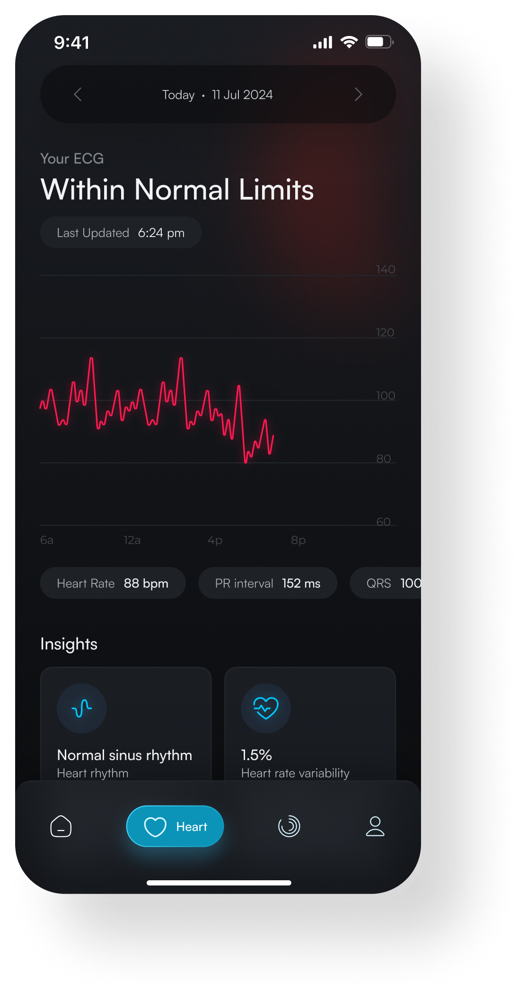 9:41
Today · 11 Jul 2024
Your ECG
Within Normal Limits
Last Updated 6:24 pm
140
120
100
80
60
6a 12a 4p 8p
Heart Rate 88 bpm PR interval 152 ms QRS 100
Insights
Normal sinus rhythm 1.5%
Heart rhythm Heart rate variability
Heart